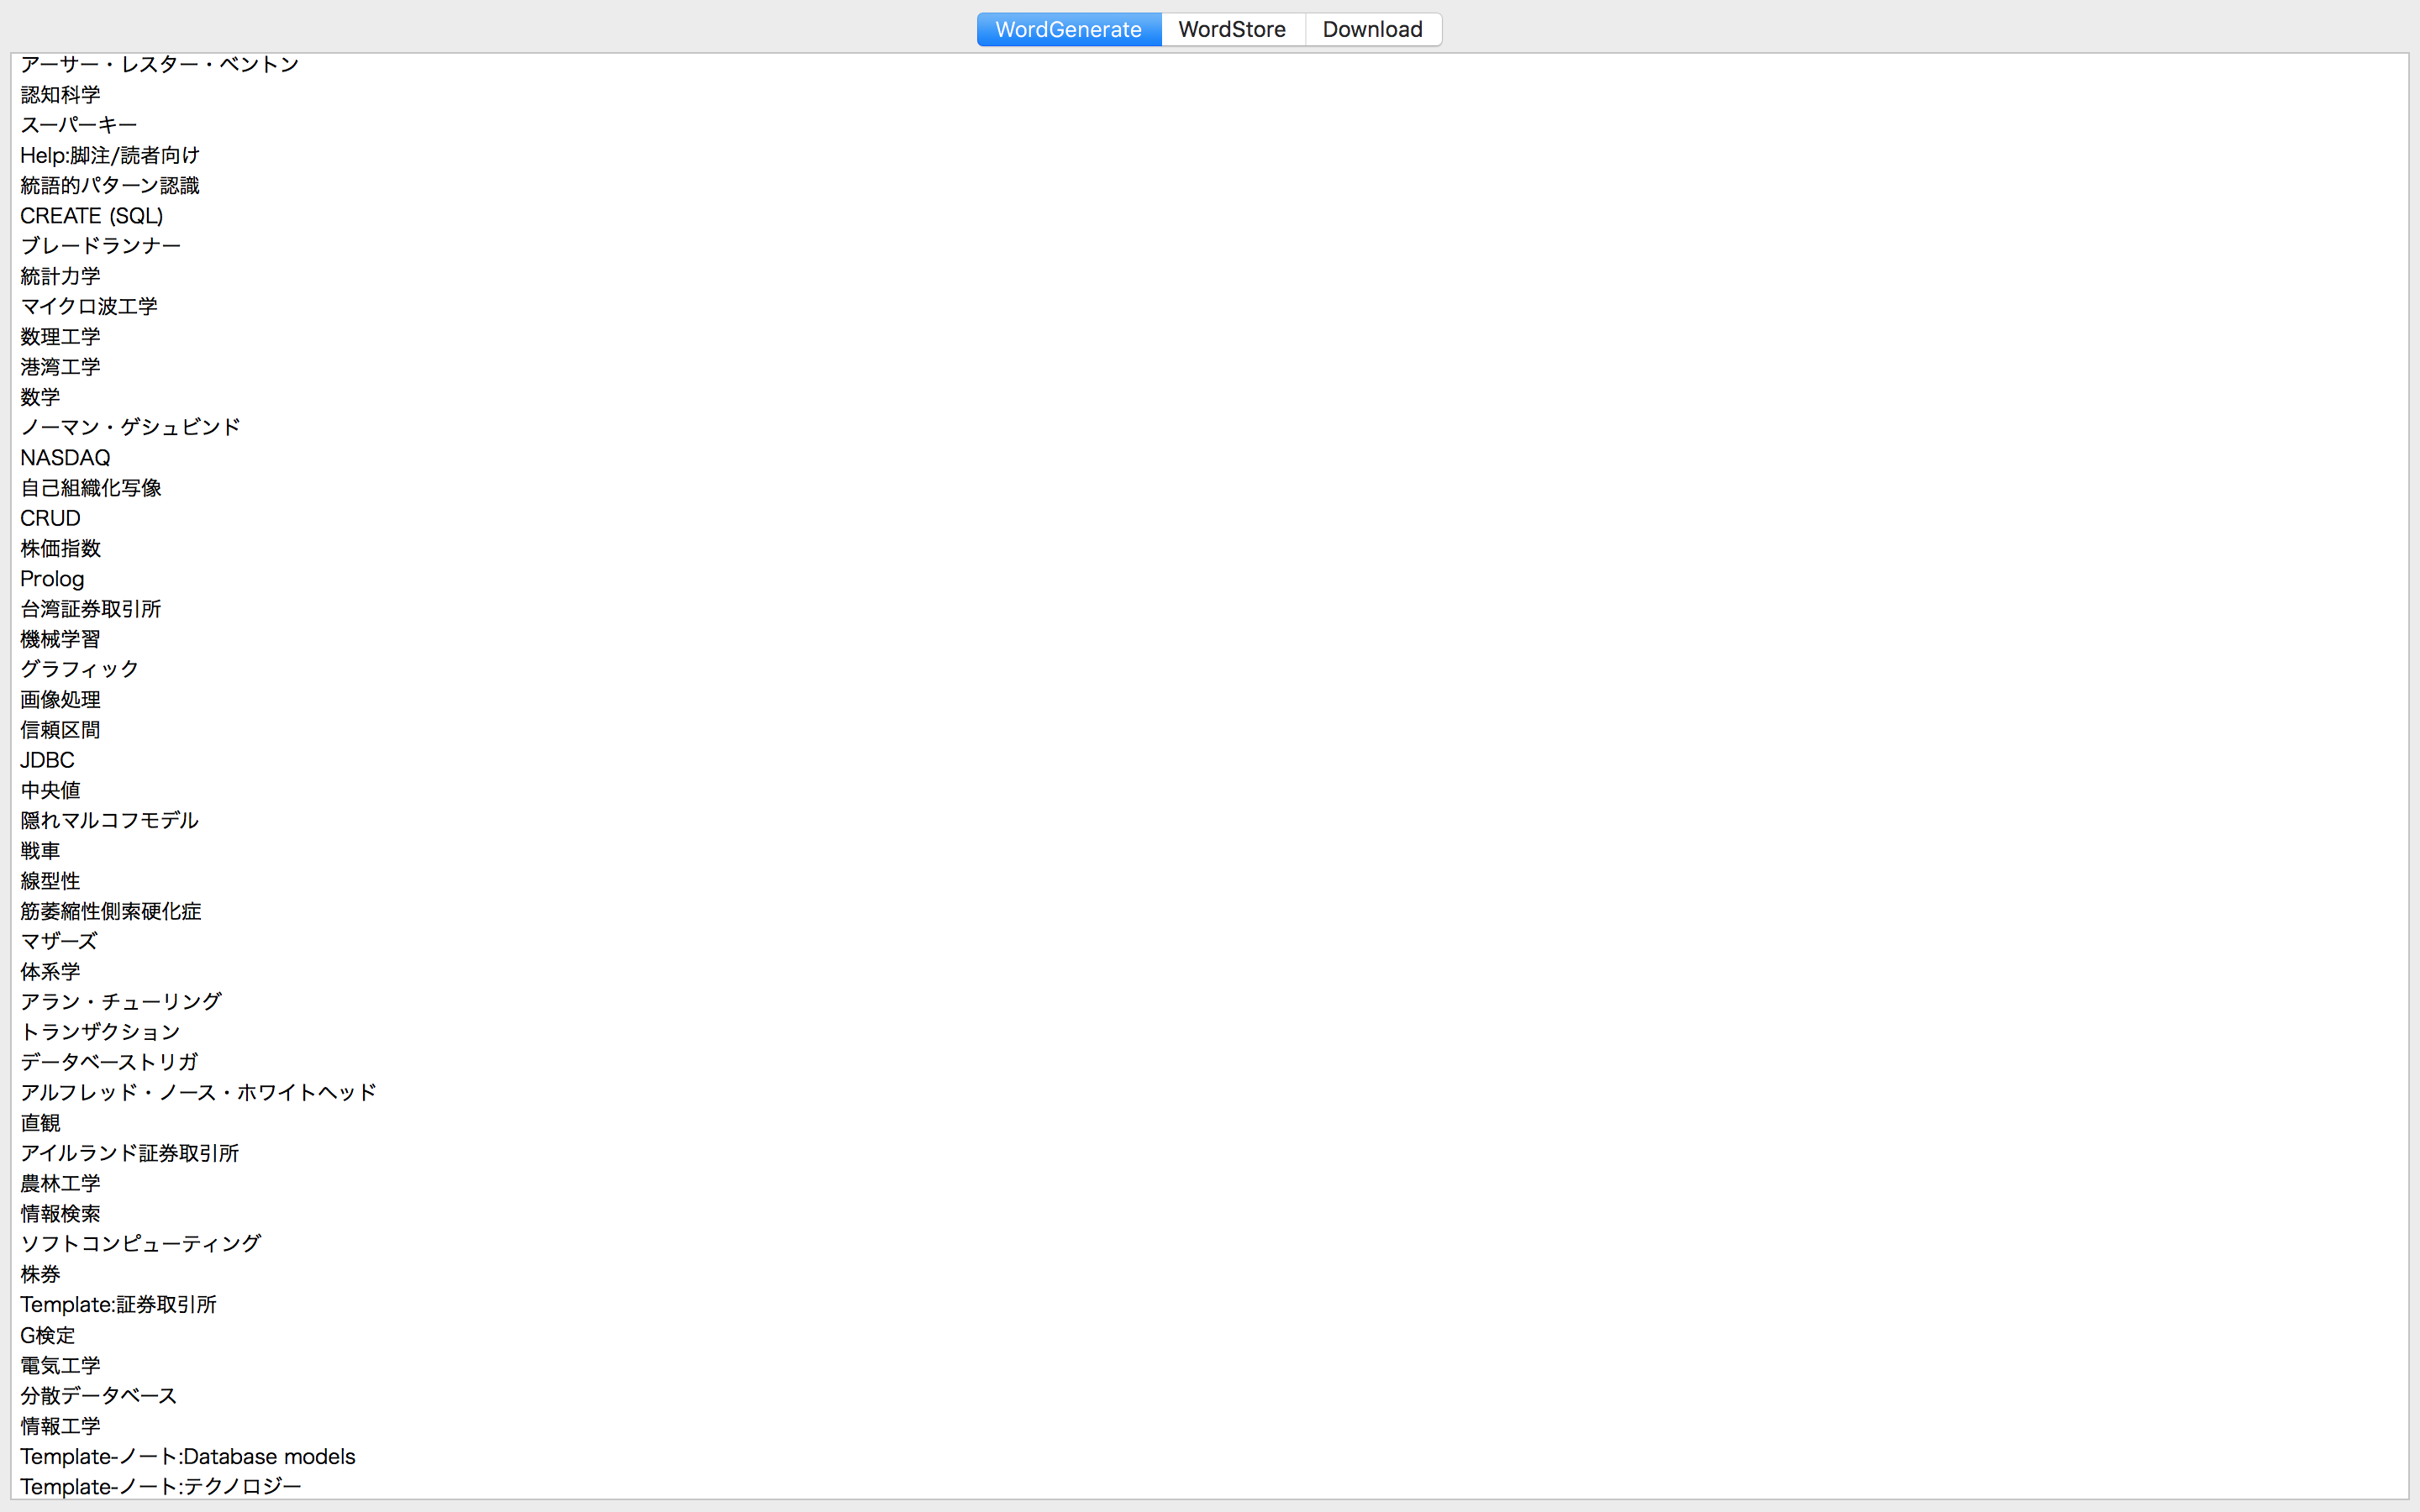 WordGenerate WordStore Download
アーサー・レスター・ベントン
認知科学
スーパーキー
Help:脚注/読者向け
統語的パターン認識
CREATE (SQL)
ブレードランナー
統計力学
マイクロ波工学
数理工学
港湾工学
数学
ノーマン・ゲシュビンド
NASDAQ
自己組織化写像
CRUD
株価指数
Prolog
台湾証券取引所
機械学習
グラフィック
画像処理
信頼区間
JDBC
中央値
隠れマルコフモデル
戦車
線型性
筋萎縮性側索硬化症
マザーズ
体系学
アラン・チューリング
トランザクション
データベーストリガ
アルフレッド・ノース・ホワイトヘッド
直観
アイルランド証券取引所
農林工学
情報検索
ソフトコンピューティング
株券
Template:証券取引所
G検定
電気工学
分散データベース
情報工学
Template-ノート:Database models
Template-ノート:テクノロジー